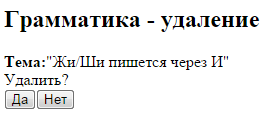 Грамматика - удаление
Тема:"Жи/Ши пишется через И"
Удалить?
Да Нет